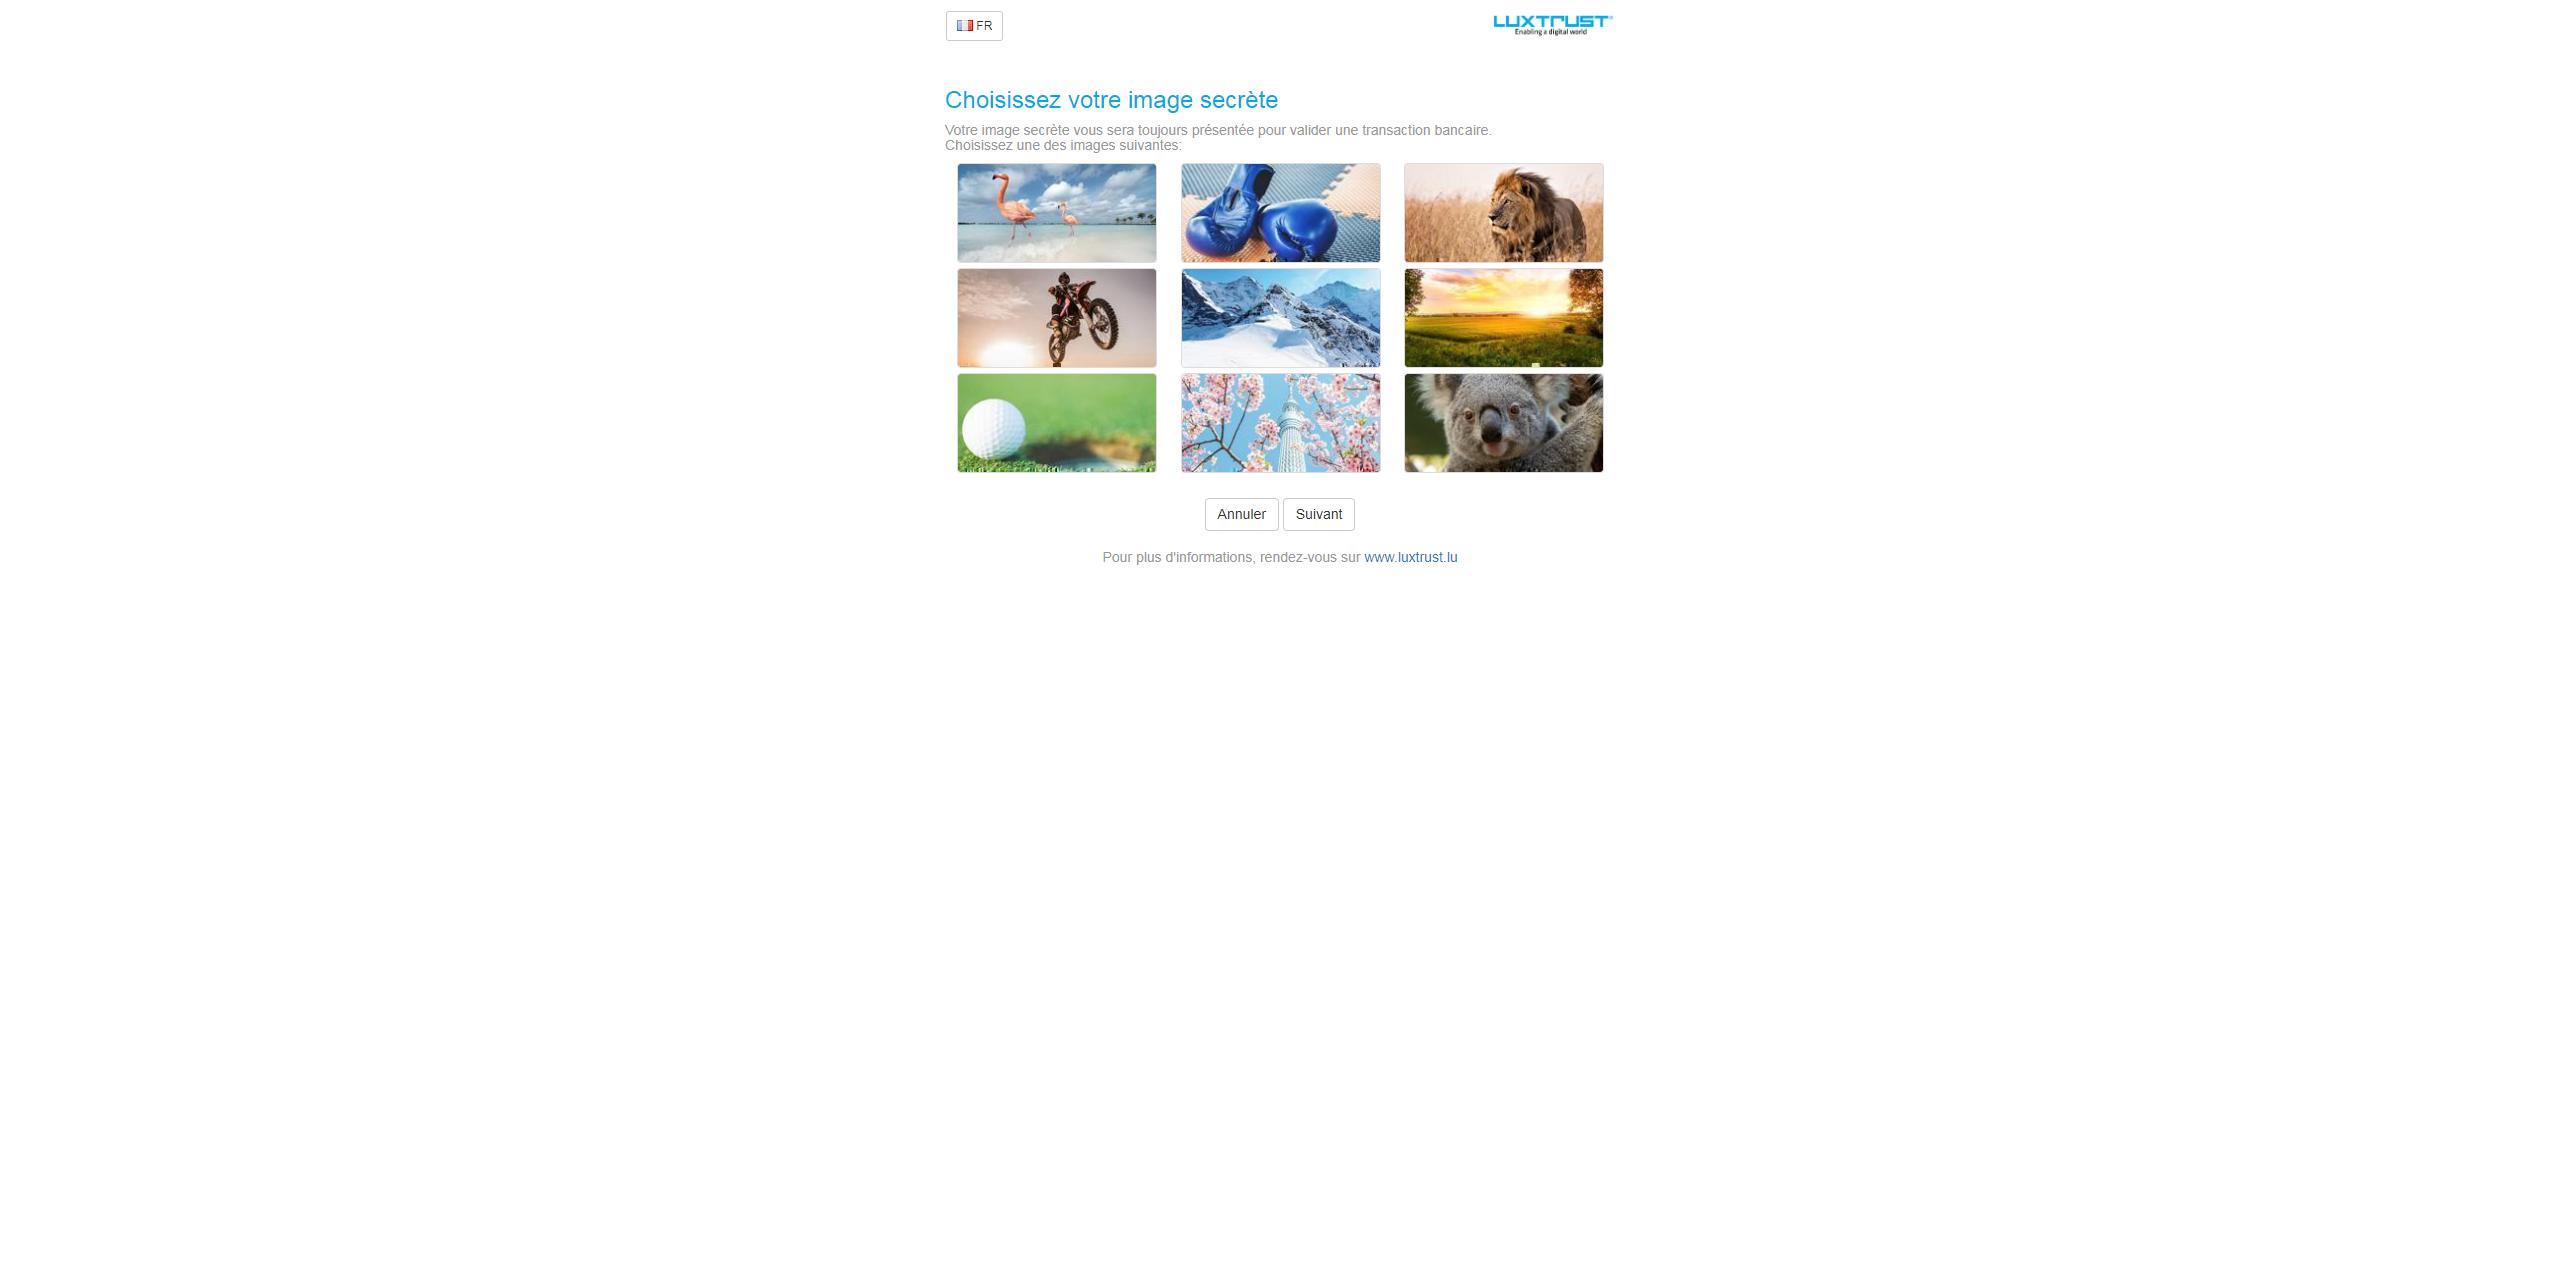 FR
LUXTRUST
Enabling a digital world
Choisissez votre image secrète
Votre image secrète vous sera toujours présentée pour valider une transaction bancaire.
Choisissez une des images suivantes:
Annuler Suivant
Pour plus d'informations, rendez-vous sur www.luxtrust.lu